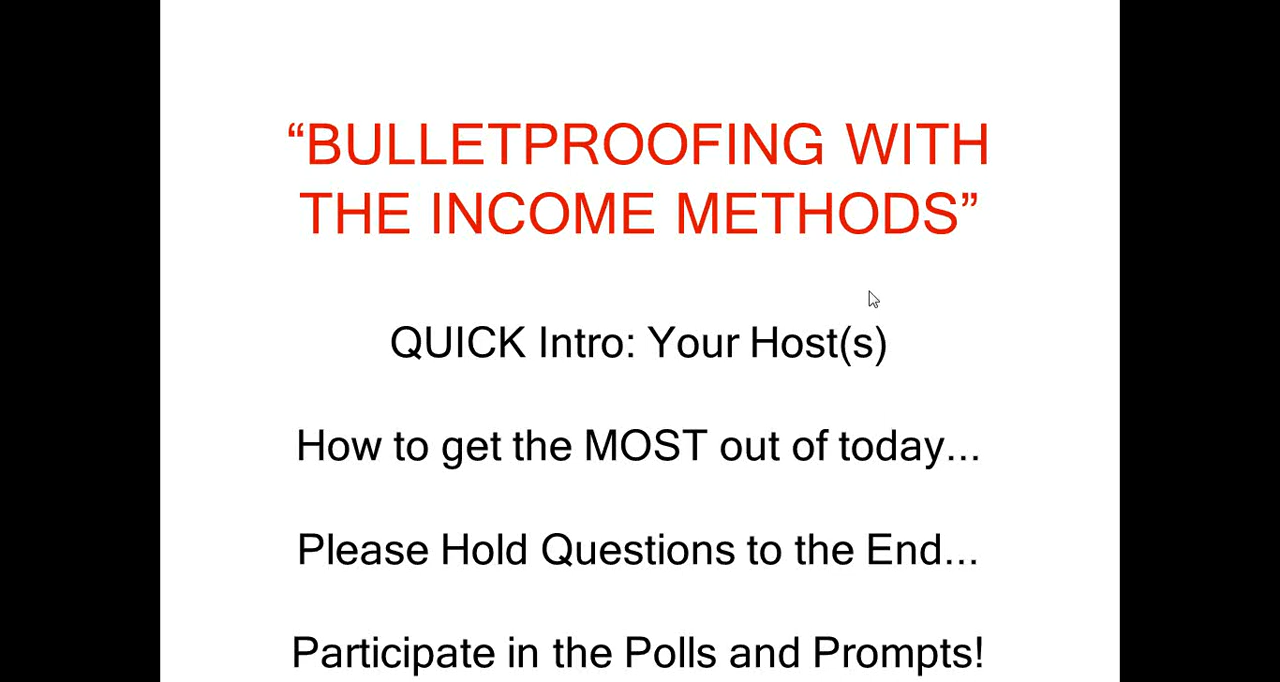 “BULLETPROOFING WITH
THE INCOME METHODS”
QUICK Intro: Your Host(s)
How to get the MOST out of today...
Please Hold Questions to the End...
Participate in the Polls and Prompts!